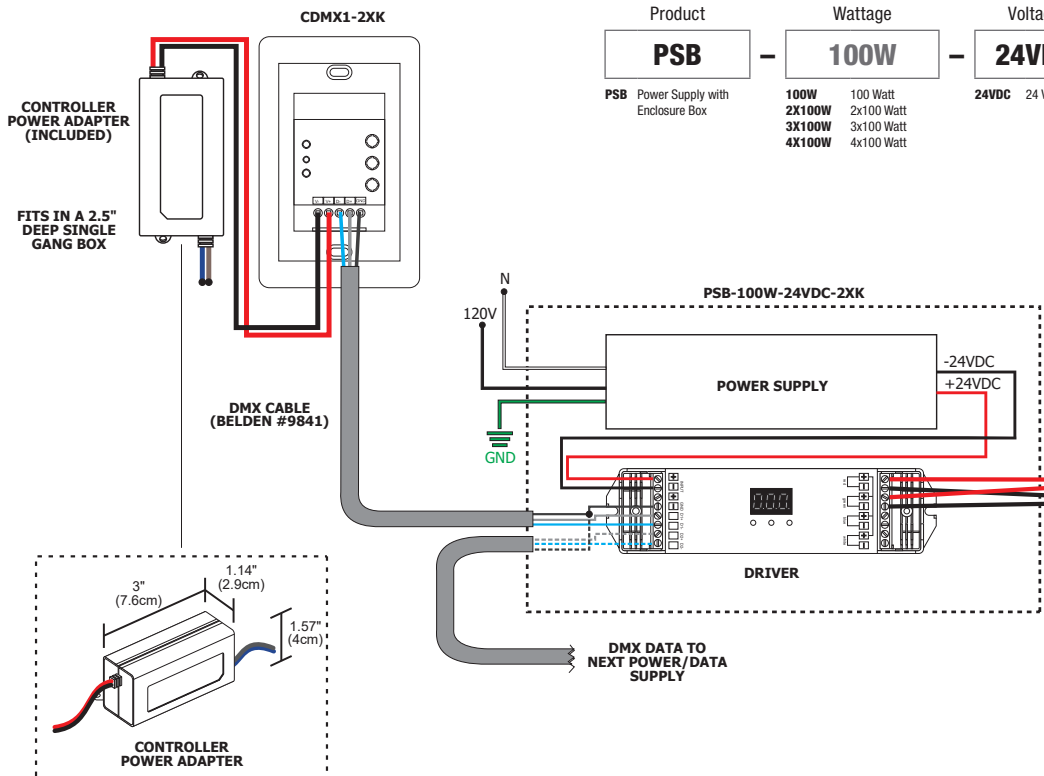 CDMX1-2XK
CONTROLLER
POWER ADAPTER
(INCLUDED)
FITS IN A 2.5"
DEEP SINGLE
GANG BOX
V- V+ D- D+ GND
DMX CABLE
(BELDEN #9841)
Product
Wattage
PSB
–
100W
–
PSB Power Supply with
Enclosure Box
100W 100 Watt
2X100W 2x100 Watt
3X100W 3x100 Watt
4X100W 4x100 Watt
24VDC 24
N
120V
GND
PSB-100W-24VDC-2XK
POWER SUPPLY
-24VDC
+24VDC
DRIVER
DMX DATA TO
NEXT POWER/DATA
SUPPLY
3"
(7.6cm)
1.14"
(2.9cm)
1.57"
(4cm)
CONTROLLER
POWER ADAPTER